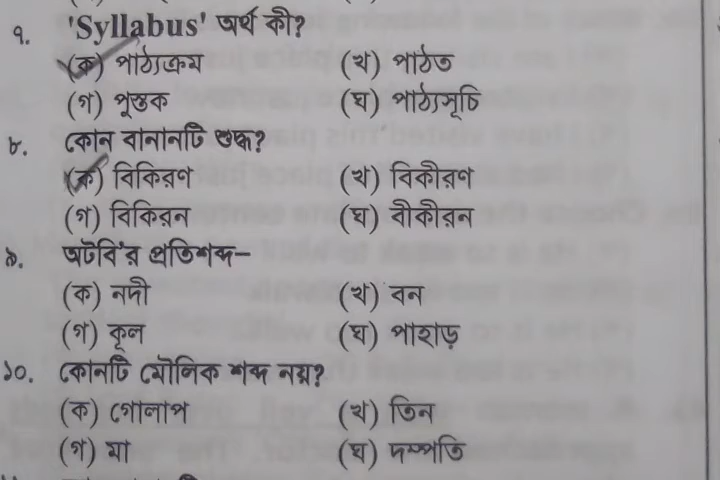 ৭. 'Syllabus' অর্থ কী?
(ক) পাঠ্যক্রম (খ) পাঠত
(গ) পুস্তক (ঘ) পাঠ্যসূচি
৮. কোন বানানটি শুদ্ধ?
(ক) বিকিরণ (খ) বিকীরণ
(গ) বিকিরন (ঘ) বীকীরন
৯. অটবি'র প্রতিশব্দ–
(ক) নদী (খ) বন
(গ) কূল (ঘ) পাহাড়
১০. কোনটি মৌলিক শব্দ নয়?
(ক) গোলাপ (খ) তিন
(গ) মা (ঘ) দম্পতি